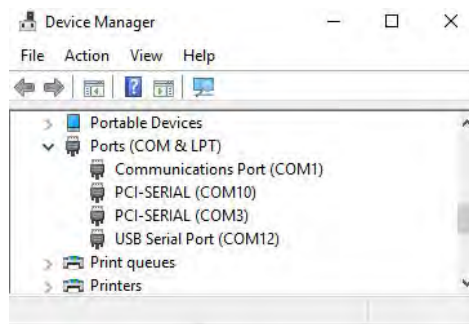 Device Manager
File Action View Help
Portable Devices
Ports (COM & LPT)
Communications Port (COM1)
PCI-SERIAL (COM10)
PCI-SERIAL (COM3)
USB Serial Port (COM12)
Print queues
Printers